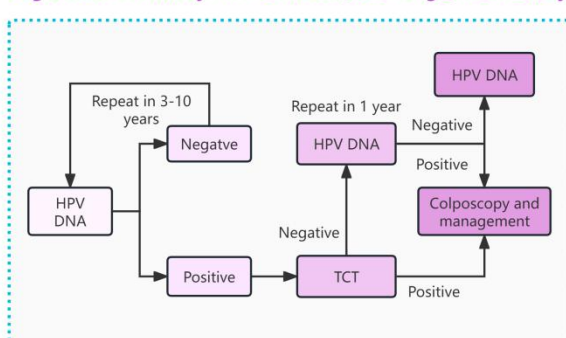 HPV DNA
Repeat in 3-10
years
Repeat in 1 year
Negative
Negatve
HPV DNA
Positive
HPV
DNA
Colposcopy and
management
Negative
Positive
TCT
Positive